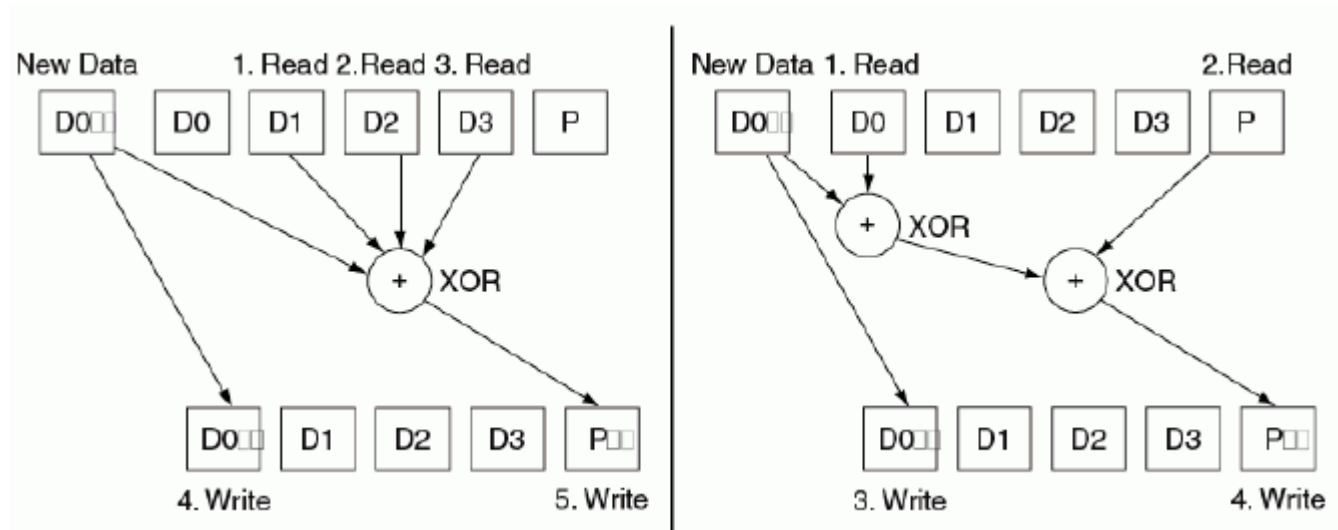 New Data 1. Read 2.Read 3. Read
D0 D0 D1 D2 D3 P
+ XOR
D0 D1 D2 D3 P
4. Write 5. Write
New Data 1. Read 2.Read
D0 D0 D1 D2 D3 P
+ XOR
+ XOR
D0 D1 D2 D3 P
3. Write 4. Write